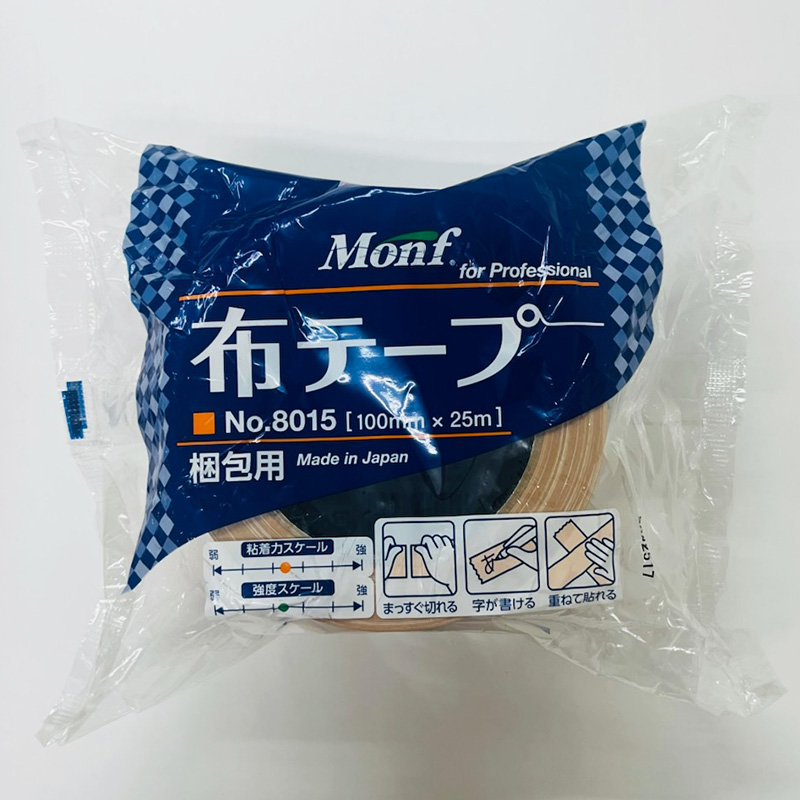 Monf
for Professional
布テープ
No.8015 [100mm × 25m]
梱包用 Made in Japan
弱 粘着力スケール 強
強度スケール 強
まっすぐ切れる 字が書ける 重ねて貼れる